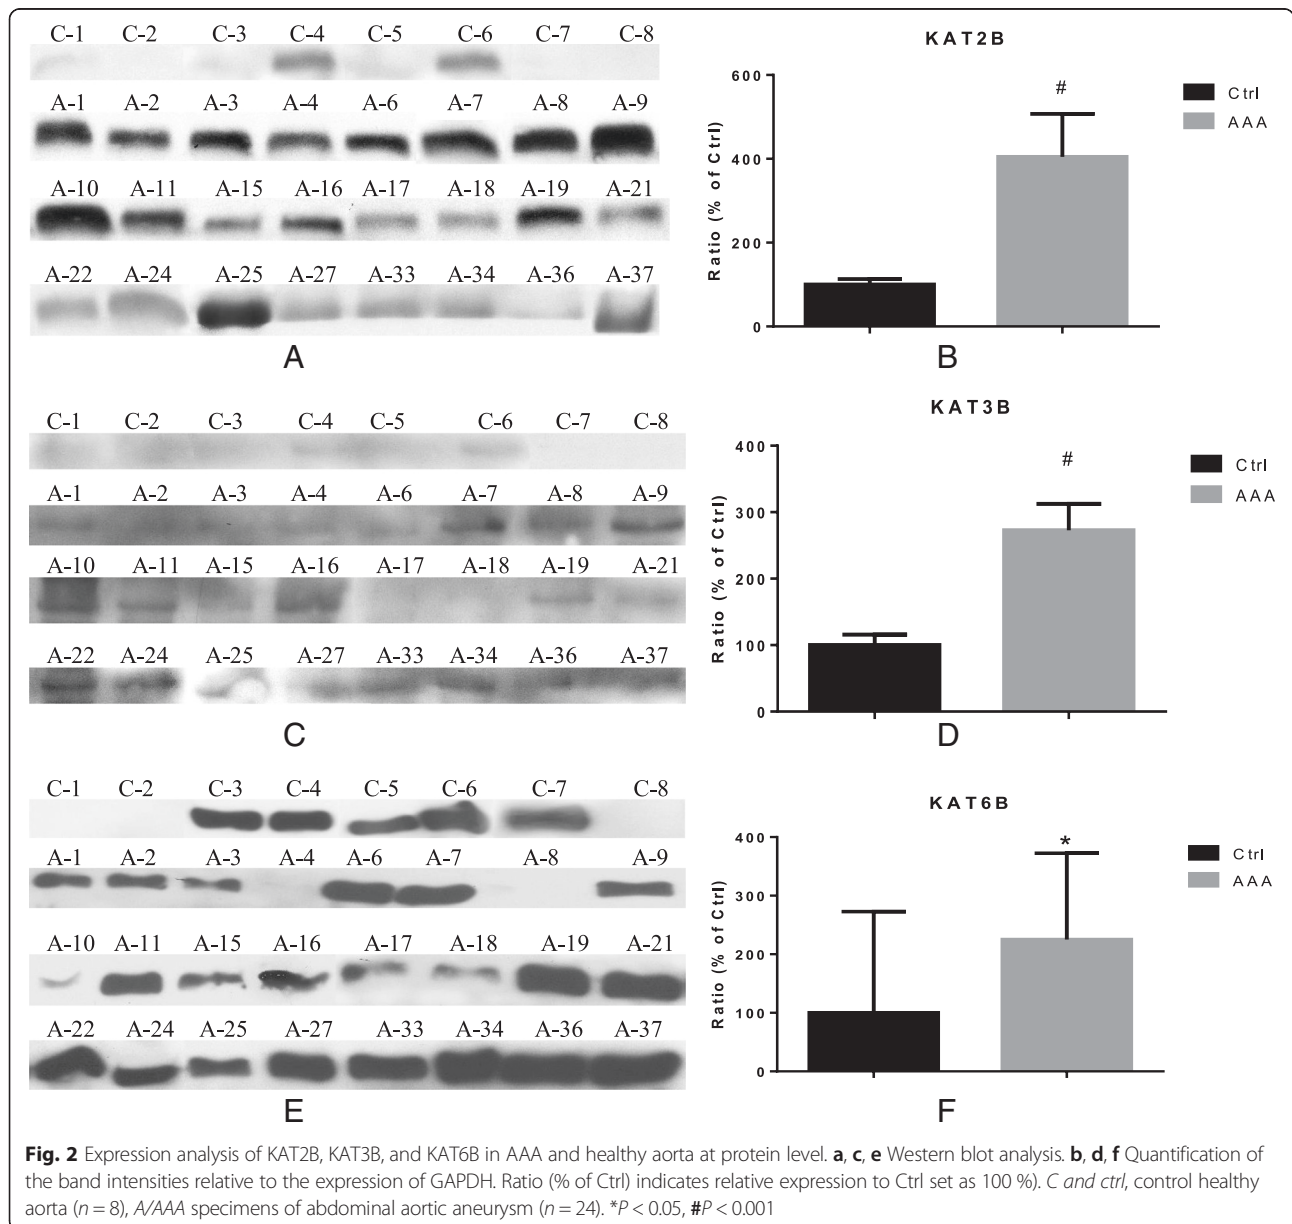 C-1 C-2 C-3 C-4 C-5 C-6 C-7 C-8
A-1 A-2 A-3 A-4 A-6 A-7 A-8 A-9
A-10 A-11 A-15 A-16 A-17 A-18 A-19 A-21
A-22 A-24 A-25 A-27 A-33 A-34 A-36 A-37
A
KAT2B
Ratio (% of Ctrl)
600
400
200
0
#
Ctrl
AAA
B
C-1 C-2 C-3 C-4 C-5 C-6 C-7 C-8
A-1 A-2 A-3 A-4 A-6 A-7 A-8 A-9
A-10 A-11 A-15 A-16 A-17 A-18 A-19 A-21
A-22 A-24 A-25 A-27 A-33 A-34 A-36 A-37
C
KAT3B
Ratio (% of Ctrl)
400
300
200
100
0
#
Ctrl
AAA
D
C-1 C-2 C-3 C-4 C-5 C-6 C-7 C-8
A-1 A-2 A-3 A-4 A-6 A-7 A-8 A-9
A-10 A-11 A-15 A-16 A-17 A-18 A-19 A-21
A-22 A-24 A-25 A-27 A-33 A-34 A-36 A-37
E
KAT6B
Ratio (% of Ctrl)
400
300
200
100
0
*
Ctrl
AAA
F
Fig. 2 Expression analysis of KAT2B, KAT3B, and KAT6B in AAA and healthy aorta at protein level. a, c, e Western blot analysis. b, d, f Quantification of
the band intensities relative to the expression of GAPDH. Ratio (% of Ctrl) indicates relative expression to Ctrl set as 100 %). C and ctrl, control healthy
aorta (n = 8), A/AAA specimens of abdominal aortic aneurysm (n = 24). *P < 0.05, #P < 0.001